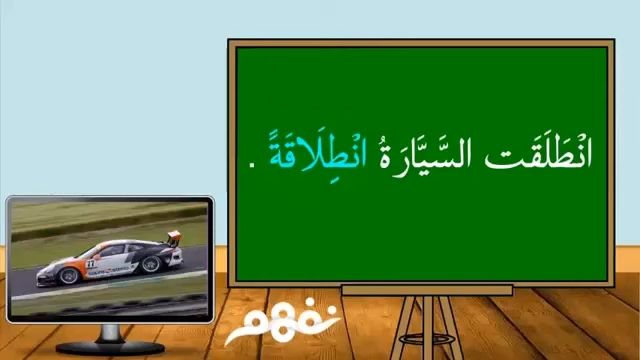 انْطَلَقَت السَّيَّارَةُ انْطِلَاقَةً .
نفهم